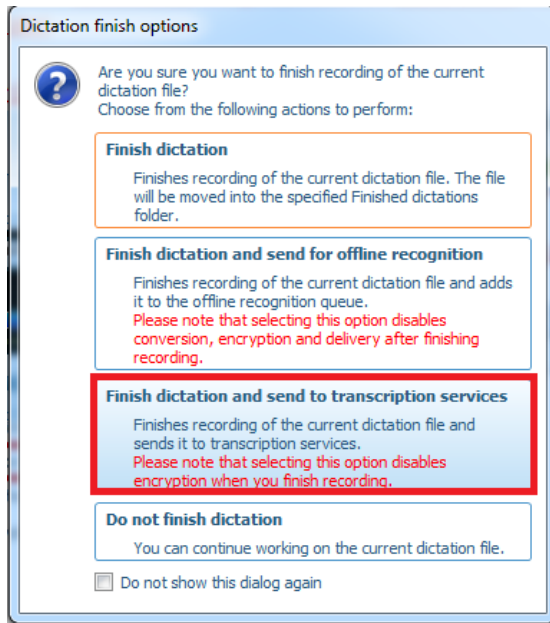 Dictation finish options
Are you sure you want to finish recording of the current
dictation file?
Choose from the following actions to perform:
Finish dictation
Finishes recording of the current dictation file. The file
will be moved into the specified Finished dictations
folder.
Finish dictation and send for offline recognition
Finishes recording of the current dictation file and adds
it to the offline recognition queue.
Please note that selecting this option disables
conversion, encryption and delivery after finishing
recording.
Finish dictation and send to transcription services
Finishes recording of the current dictation file and
sends it to transcription services.
Please note that selecting this option disables
encryption when you finish recording.
Do not finish dictation
You can continue working on the current dictation file.
Do not show this dialog again